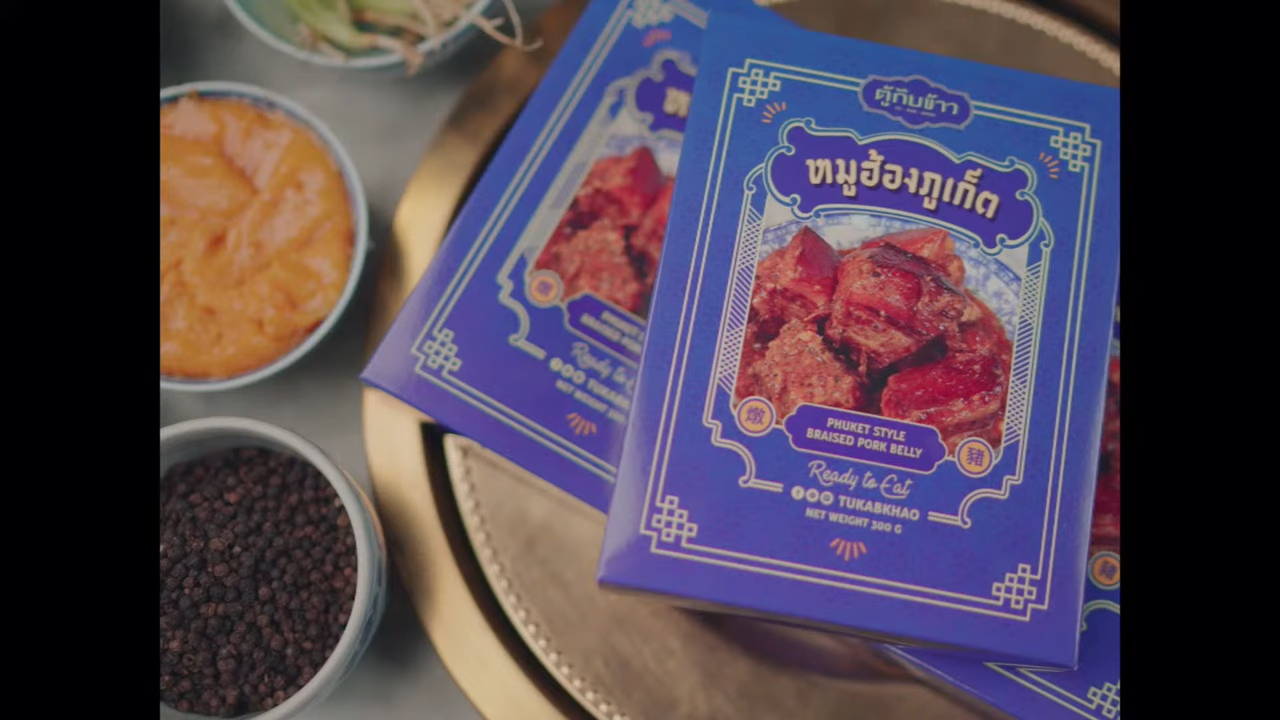 ตู้กับข้าว
หมูฮ้องภูเก็ต
燉
豬
PHUKET STYLE
BRAISED PORK BELLY
Ready to Eat
TUKABKHAO
NET WEIGHT 300 G